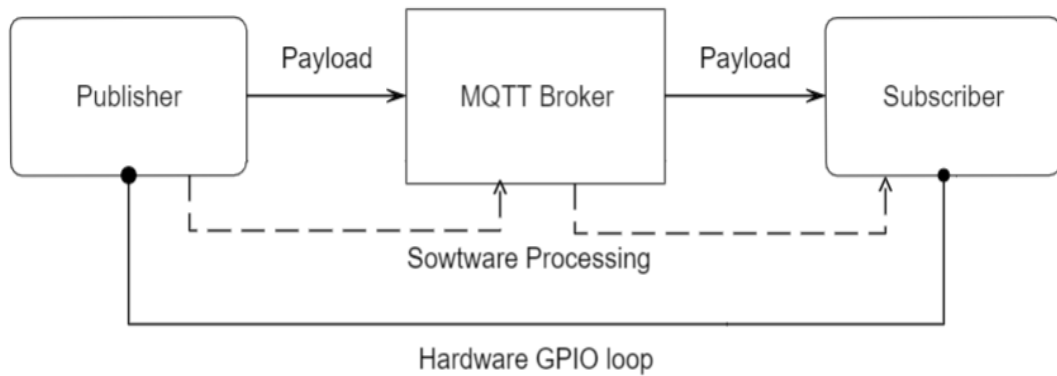 Payload
Payload
Publisher
MQTT Broker
Subscriber
Sowtware Processing
Hardware GPIO loop